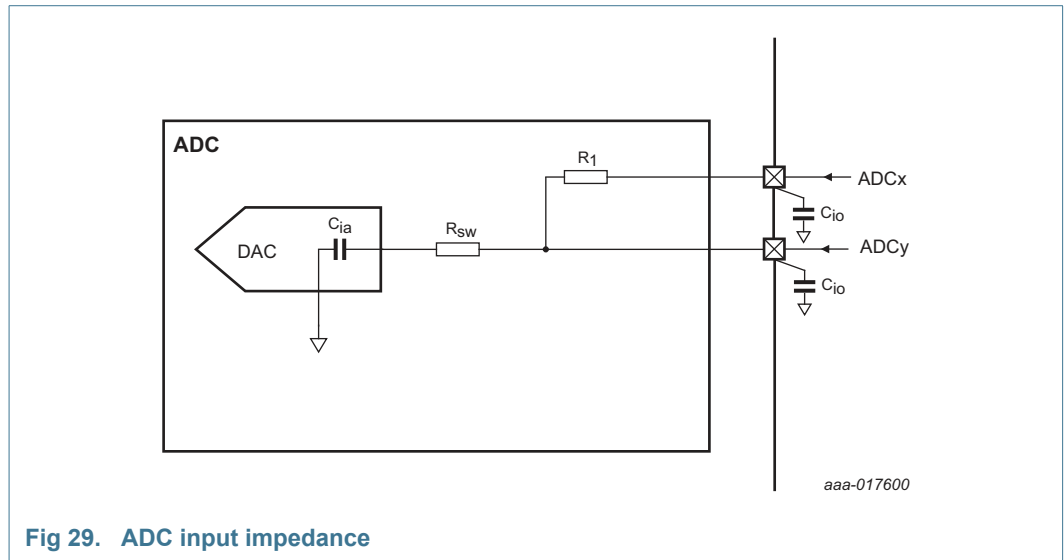 ADC
R1
ADCx
Cio
Cia
Rsw
DAC
ADCy
Cio
aaa-017600
Fig 29. ADC input impedance